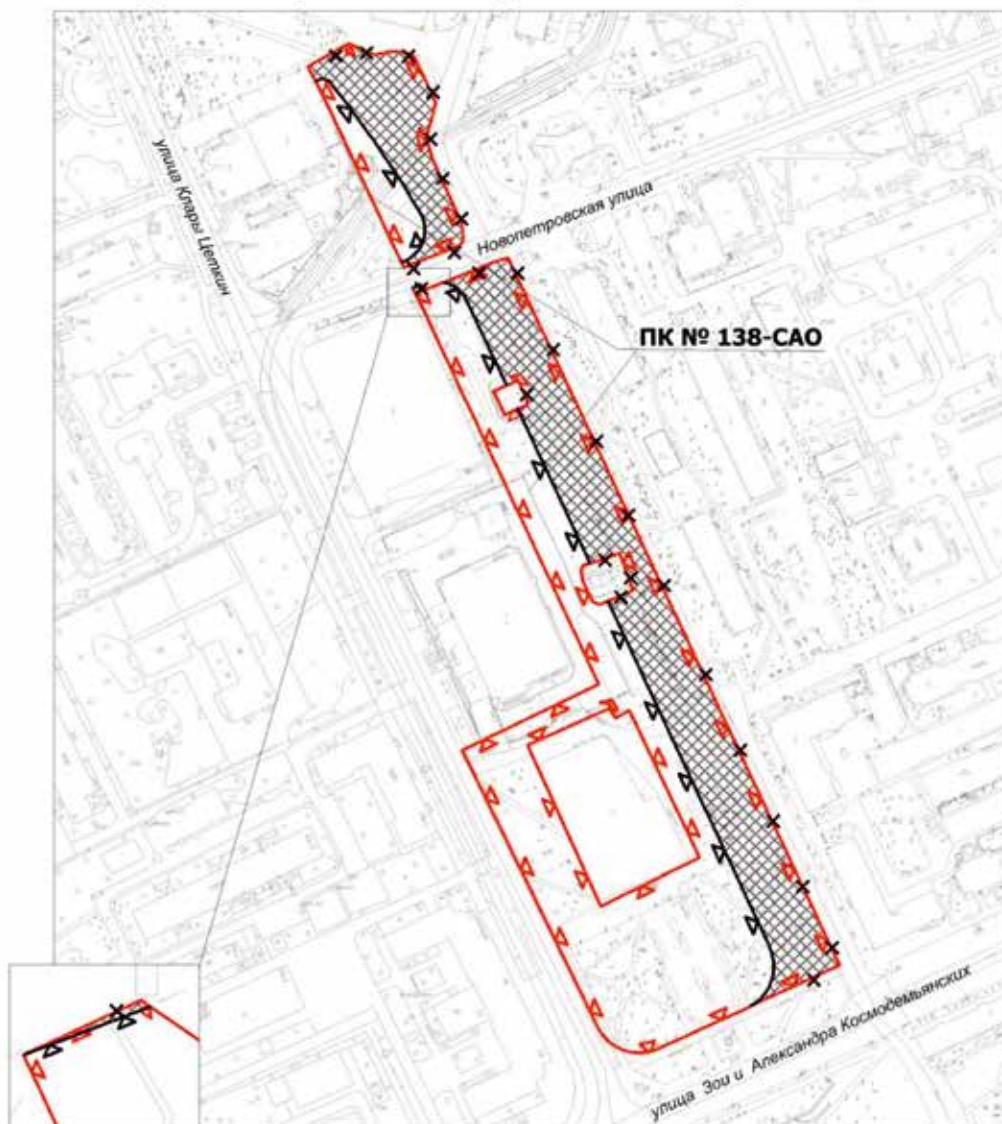 улица Клары Цеткин
Новопетровская улица
ПК № 138-САО
улица Зои и Александра Космодемьянских